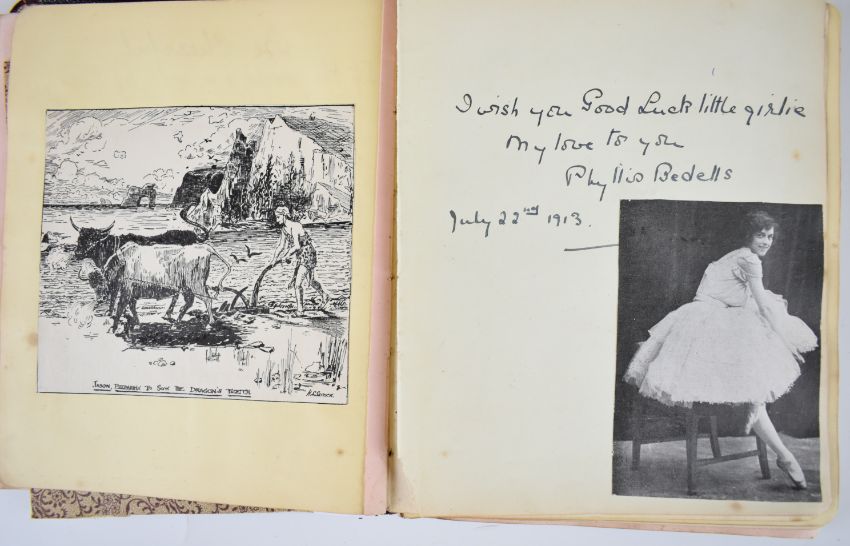 JASON PREPARING TO SOW THE DRAGON'S TEETH
I wish you Good Luck little girlie
My love to you
Phyllis Bedells
July 22nd 1913.